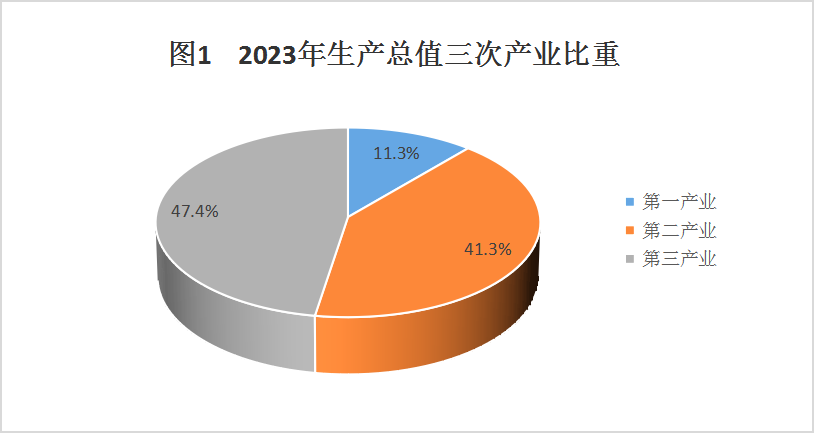 图1 2023年生产总值三次产业比重
11.3%
47.4%
41.3%
第一产业
第二产业
第三产业